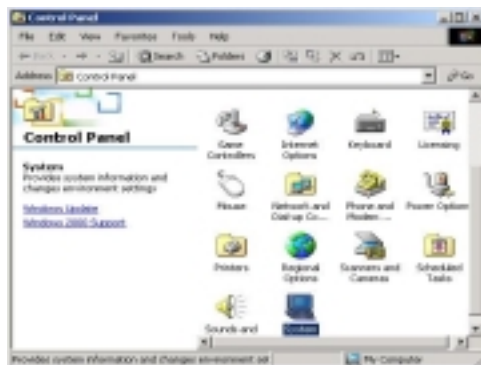 Control Panel
File Edit View Favorites Tools Help
Back Search Folders
Address Control Panel Go
Control Panel
System
Provides system information and
changes environment settings
Windows Update
Windows 2000 Support
Game
Controllers
Internet
Options
Keyboard
Licensing
Mouse
Network and
Dial-up Co...
Phone and
Modem ...
Power Options
Printers
Regional
Options
Scanners and
Cameras
Scheduled
Tasks
Sounds and
System
Provides system information and changes environment set
My Computer